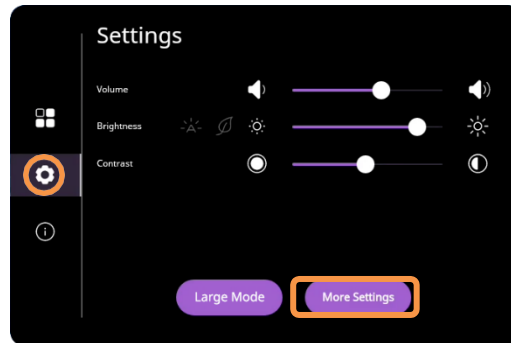 Settings
Volume
Brightness
Contrast
Large Mode
More Settings